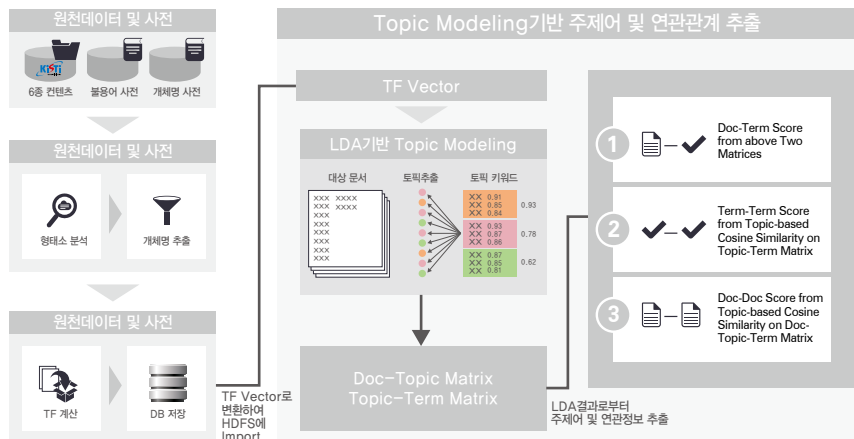 원천데이터 및 사전
KiSTi
6종 컨텐츠
불용어 사전
개체명 사전
원천데이터 및 사전
형태소 분석
개체명 추출
원천데이터 및 사전
TF 계산
DB 저장
TF Vector로
변환하여
HDFS에
Import
Topic Modeling기반 주제어 및 연관관계 추출
TF Vector
LDA기반 Topic Modeling
대상 문서
토픽추출
토픽 키워드
XXX XXXX
XXX XXXX
XXX
XXX
XXX
XXX
XXX
XX 0.91
XX 0.85
XX 0.84
0.93
XX 0.93
XX 0.87
XX 0.86
0.78
XX 0.87
XX 0.85
XX 0.81
0.62
Doc-Topic Matrix
Topic-Term Matrix
LDA결과로부터
주제어 및 연관정보 추출
1
Doc-Term Score
from above Two
Matrices
2
Term-Term Score
from Topic-based
Cosine Similarity on
Topic-Term Matrix
3
Doc-Doc Score from
Topic-based Cosine
Similarity on Doc-
Topic-Term Matrix